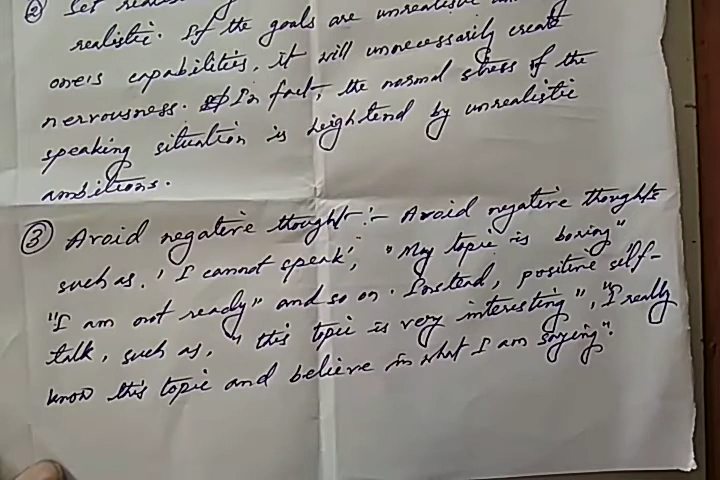 ② Set
realistic. If the goals are unrealistic
one's capabilities, it will unnecessarily create
nervousness. In fact, the normal stress of the
speaking situation is heightend by unrealistic
ambitions.
③ Avoid negative thought:- Avoid negative thoughts
such as. 'I cannot speak', "My topic is boring"
"I am not ready" and so on. Instead, positive self-
talk, such as, "this topic is very interesting", "I really
know this topic and believe in what I am saying".